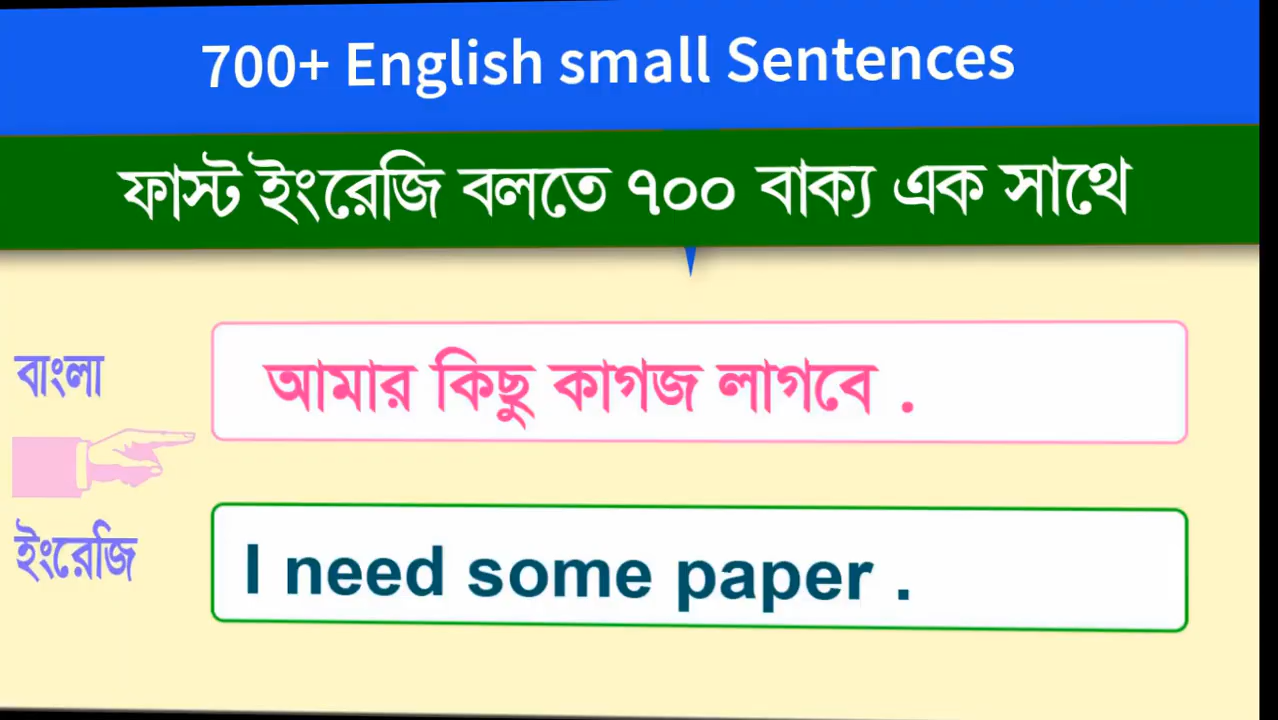 700+ English small Sentences
ফাস্ট ইংরেজি বলতে ৭০০ বাক্য এক সাথে
বাংলা
আমার কিছু কাগজ লাগবে .
ইংরেজি
I need some paper .